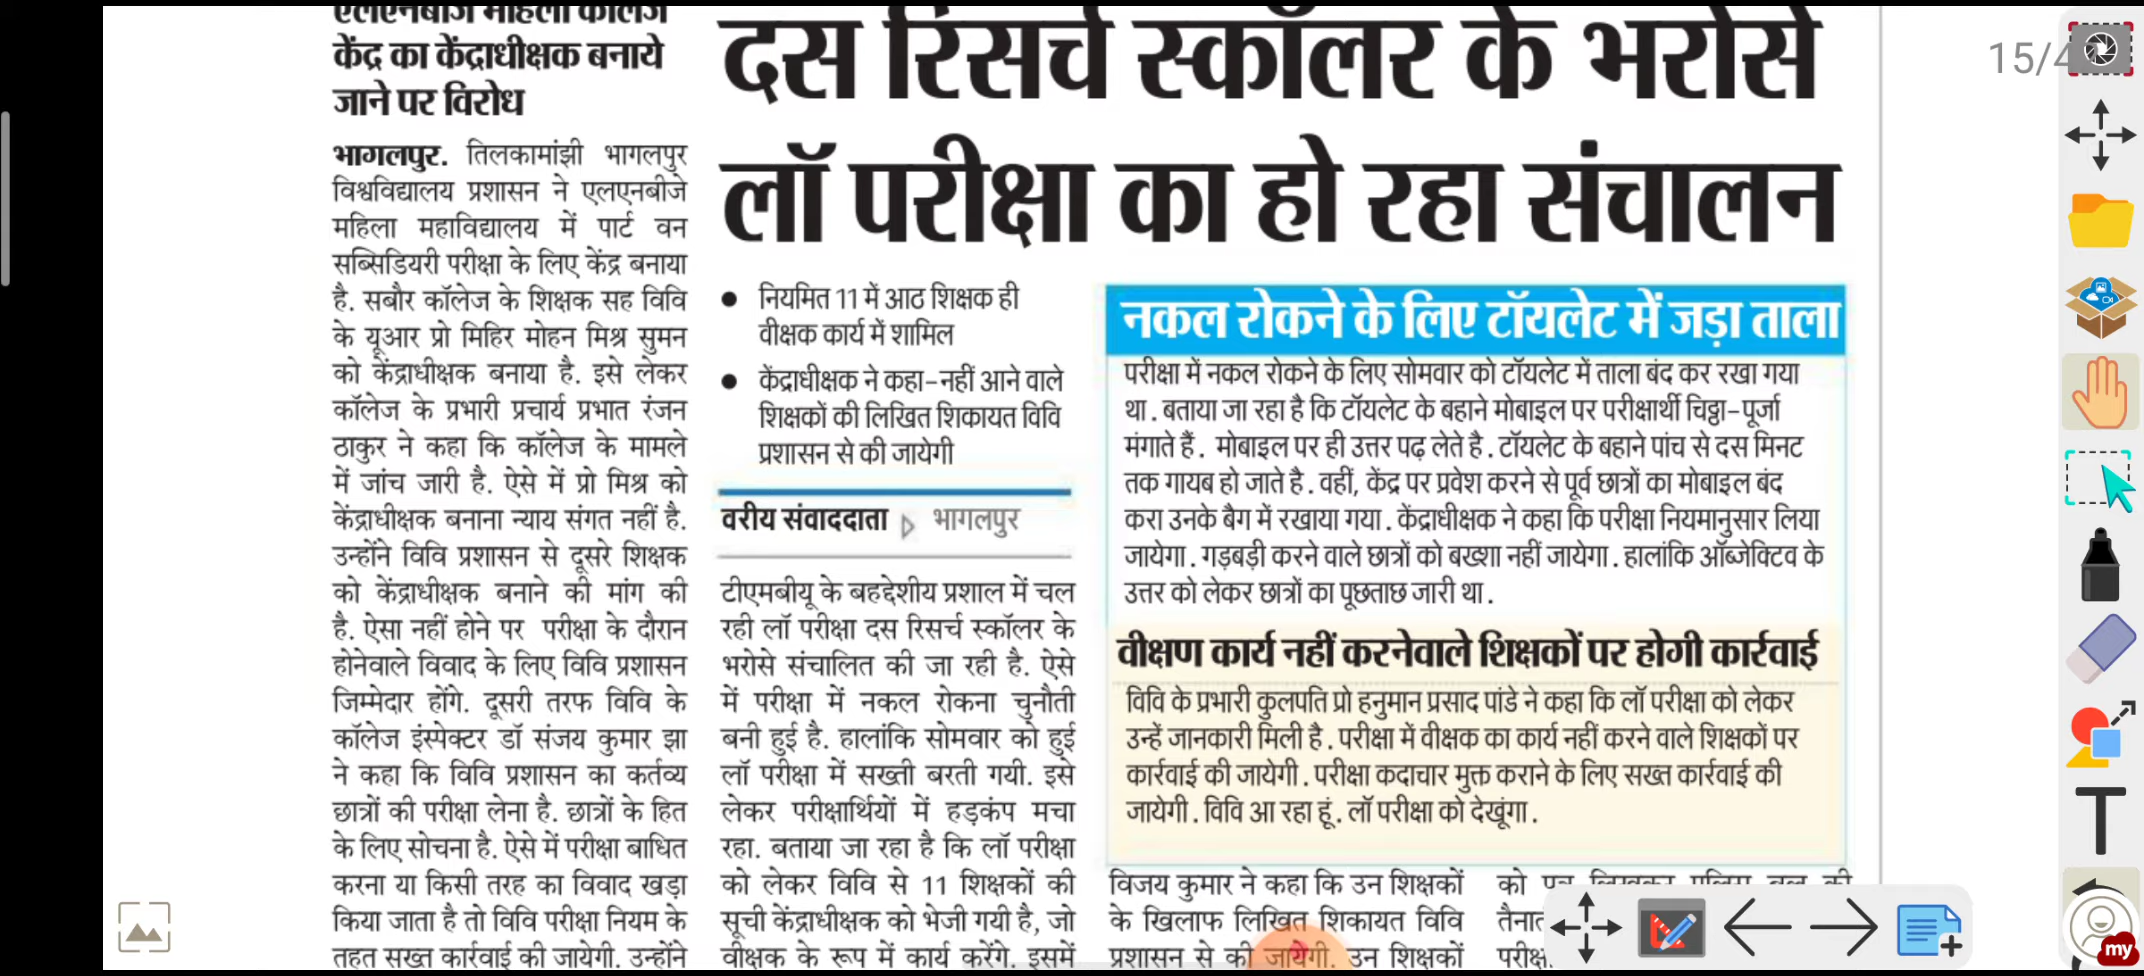 एलएनबीजे महिला कॉलेज
केंद्र का केंद्राधीक्षक बनाये
जाने पर विरोध
भागलपुर. तिलकामांझी भागलपुर
विश्वविद्यालय प्रशासन ने एलएनबीजे
महिला महाविद्यालय में पार्ट वन
सब्सिडियरी परीक्षा के लिए केंद्र बनाया
है. सबौर कॉलेज के शिक्षक सह विवि
के यूआर प्रो मिहिर मोहन मिश्र सुमन
को केंद्राधीक्षक बनाया है. इसे लेकर
कॉलेज के प्रभारी प्रचार्य प्रभात रंजन
ठाकुर ने कहा कि कॉलेज के मामले
में जांच जारी है. ऐसे में प्रो मिश्र को
केंद्राधीक्षक बनाना न्याय संगत नहीं है.
उन्होंने विवि प्रशासन से दूसरे शिक्षक
को केंद्राधीक्षक बनाने की मांग की
है. ऐसा नहीं होने पर परीक्षा के दौरान
होनेवाले विवाद के लिए विवि प्रशासन
जिम्मेदार होंगे. दूसरी तरफ विवि के
कॉलेज इंस्पेक्टर डॉ संजय कुमार झा
ने कहा कि विवि प्रशासन का कर्तव्य
छात्रों की परीक्षा लेना है. छात्रों के हित
के लिए सोचना है. ऐसे में परीक्षा बाधित
करना या किसी तरह का विवाद खड़ा
किया जाता है तो विवि परीक्षा नियम के
तहत सख्त कार्रवाई की जायेगी. उन्होंने
दस रिसर्च स्कॉलर के भरोसे
लॉ परीक्षा का हो रहा संचालन
● नियमित 11 में आठ शिक्षक ही
वीक्षक कार्य में शामिल
● केंद्राधीक्षक ने कहा-नहीं आने वाले
शिक्षकों की लिखित शिकायत विवि
प्रशासन से की जायेगी
वरीय संवाददाता भागलपुर
टीएमबीयू के बहद्देशीय प्रशाल में चल
रही लॉ परीक्षा दस रिसर्च स्कॉलर के
भरोसे संचालित की जा रही है. ऐसे
में परीक्षा में नकल रोकना चुनौती
बनी हुई है. हालांकि सोमवार को हुई
लॉ परीक्षा में सख्ती बरती गयी. इसे
लेकर परीक्षार्थियों में हड़कंप मचा
रहा. बताया जा रहा है कि लॉ परीक्षा
को लेकर विवि से 11 शिक्षकों की
सूची केंद्राधीक्षक को भेजी गयी है, जो
वीक्षक के रूप में कार्य करेंगे. इसमें
नकल रोकने के लिए टॉयलेट में जड़ा ताला
परीक्षा में नकल रोकने के लिए सोमवार को टॉयलेट में ताला बंद कर रखा गया
था. बताया जा रहा है कि टॉयलेट के बहाने मोबाइल पर परीक्षार्थी चिठ्ठा-पूर्जा
मंगाते हैं. मोबाइल पर ही उत्तर पढ़ लेते है. टॉयलेट के बहाने पांच से दस मिनट
तक गायब हो जाते है. वहीं, केंद्र पर प्रवेश करने से पूर्व छात्रों का मोबाइल बंद
करा उनके बैग में रखाया गया. केंद्राधीक्षक ने कहा कि परीक्षा नियमानुसार लिया
जायेगा. गड़बड़ी करने वाले छात्रों को बख्शा नहीं जायेगा. हालांकि ऑब्जेक्टिव के
उत्तर को लेकर छात्रों का पूछताछ जारी था.
वीक्षण कार्य नहीं करनेवाले शिक्षकों पर होगी कार्रवाई
विवि के प्रभारी कुलपति प्रो हनुमान प्रसाद पांडे ने कहा कि लॉ परीक्षा को लेकर
उन्हें जानकारी मिली है. परीक्षा में वीक्षक का कार्य नहीं करने वाले शिक्षकों पर
कार्रवाई की जायेगी. परीक्षा कदाचार मुक्त कराने के लिए सख्त कार्रवाई की
जायेगी. विवि आ रहा हूं. लॉ परीक्षा को देखूंगा.
विजय कुमार ने कहा कि उन शिक्षकों
के खिलाफ लिखित शिकायत विवि
प्रशासन से की जायेगी. उन शिक्षकों
को
15/4
T
my